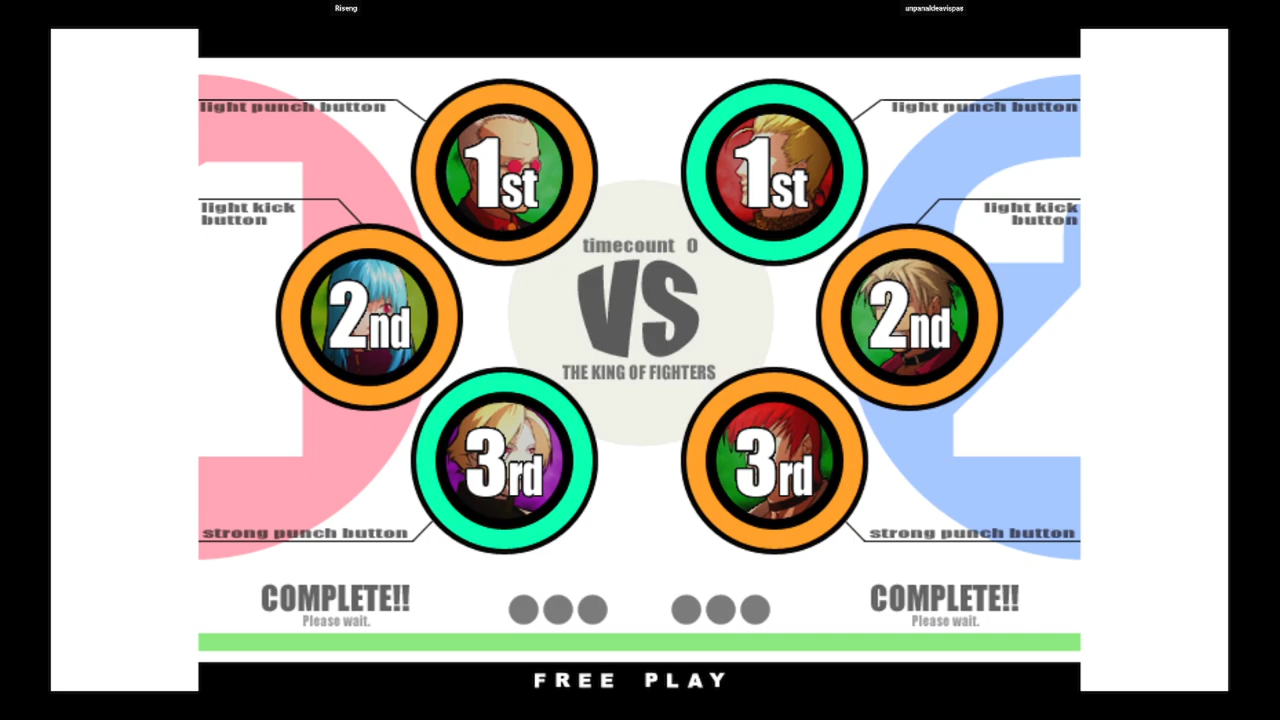 Riseng
unpanaldeavispas
light punch button
light punch button
1st
1st
light kick
button
light kick
button
timecount 0
VS
THE KING OF FIGHTERS
2nd
2nd
3rd
3rd
strong punch button
strong punch button
COMPLETE!!
Please wait.
COMPLETE!!
Please wait.
FREE PLAY
1
2